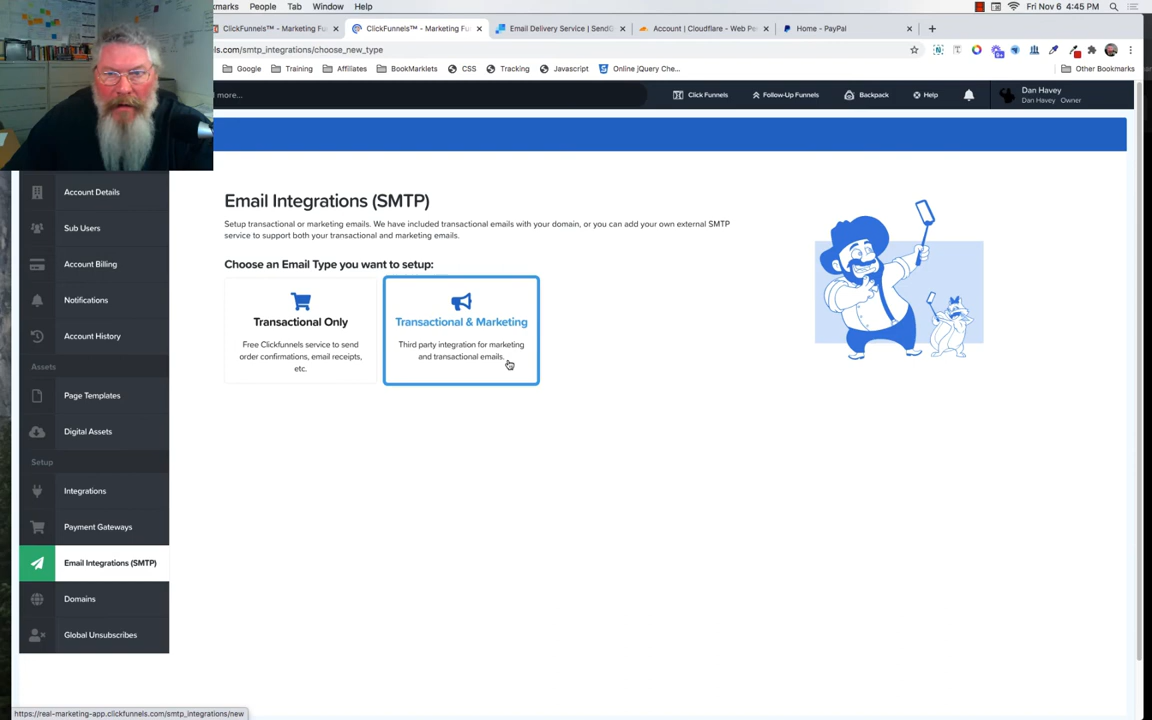 kmarks People Tab Window Help
Fri Nov 6 4:45 PM
ClickFunnels™ - Marketing Fu
ClickFunnels™ - Marketing Fu
Email Delivery Service | SendG
Account | Cloudflare - Web Pe
Home - PayPal
ls.com/smtp_integrations/choose_new_type
Google Training Affiliates BookMarklets CSS Tracking Javascript Online jQuery Che... Other Bookmarks
d more...
Click Funnels Follow-Up Funnels Backpack Help
Dan Havey
Dan Havey Owner
Account Details
Sub Users
Account Billing
Notifications
Account History
Assets
Page Templates
Digital Assets
Setup
Integrations
Payment Gateways
Email Integrations (SMTP)
Domains
Global Unsubscribes
Email Integrations (SMTP)
Setup transactional or marketing emails. We have included transactional emails with your domain, or you can add your own external SMTP
service to support both your transactional and marketing emails.
Choose an Email Type you want to setup:
Transactional Only
Free Clickfunnels service to send
order confirmations, email receipts,
etc.
Transactional & Marketing
Third party integration for marketing
and transactional emails.
https://real-marketing-app.clickfunnels.com/smtp_integrations/new